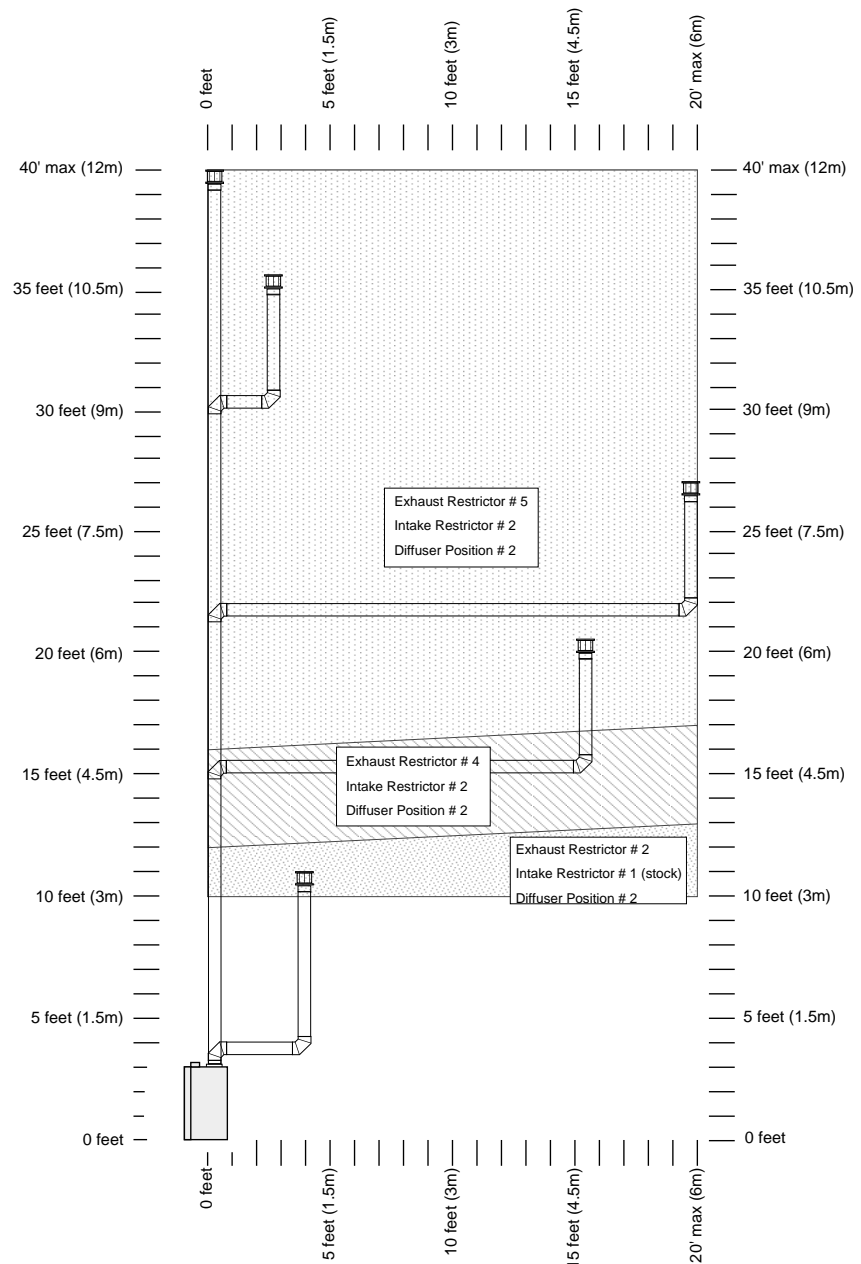 0 feet
5 feet (1.5m)
10 feet (3m)
15 feet (4.5m)
20' max (6m)
40' max (12m)
40' max (12m)
35 feet (10.5m)
35 feet (10.5m)
30 feet (9m)
30 feet (9m)
Exhaust Restrictor # 5
Intake Restrictor # 2
Diffuser Position # 2
25 feet (7.5m)
25 feet (7.5m)
20 feet (6m)
20 feet (6m)
Exhaust Restrictor # 4
Intake Restrictor # 2
Diffuser Position # 2
15 feet (4.5m)
15 feet (4.5m)
Exhaust Restrictor # 2
Intake Restrictor # 1 (stock)
Diffuser Position # 2
10 feet (3m)
10 feet (3m)
5 feet (1.5m)
5 feet (1.5m)
0 feet
0 feet
0 feet
5 feet (1.5m)
10 feet (3m)
15 feet (4.5m)
20' max (6m)